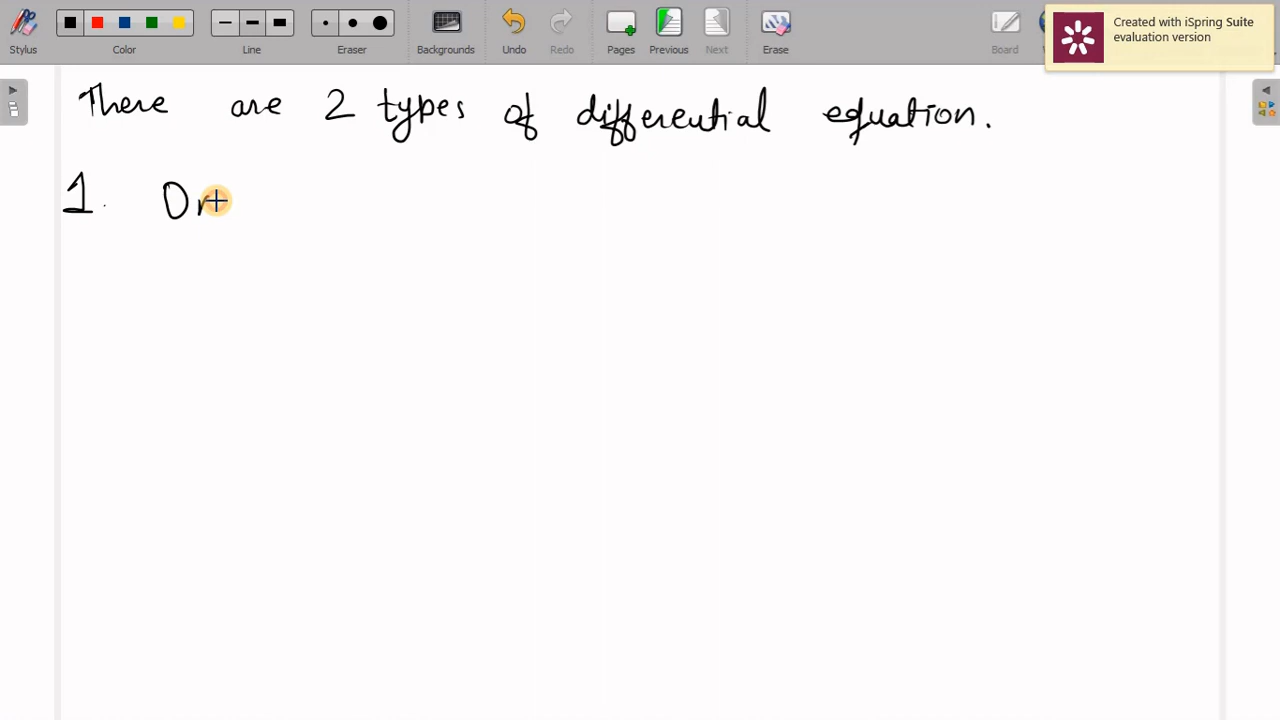 Created with iSpring Suite
evaluation version
Stylus
Color
Line
Eraser
Backgrounds
Undo
Redo
Pages
Previous
Next
Erase
Board
There are 2 types of differential equation.
1. Or